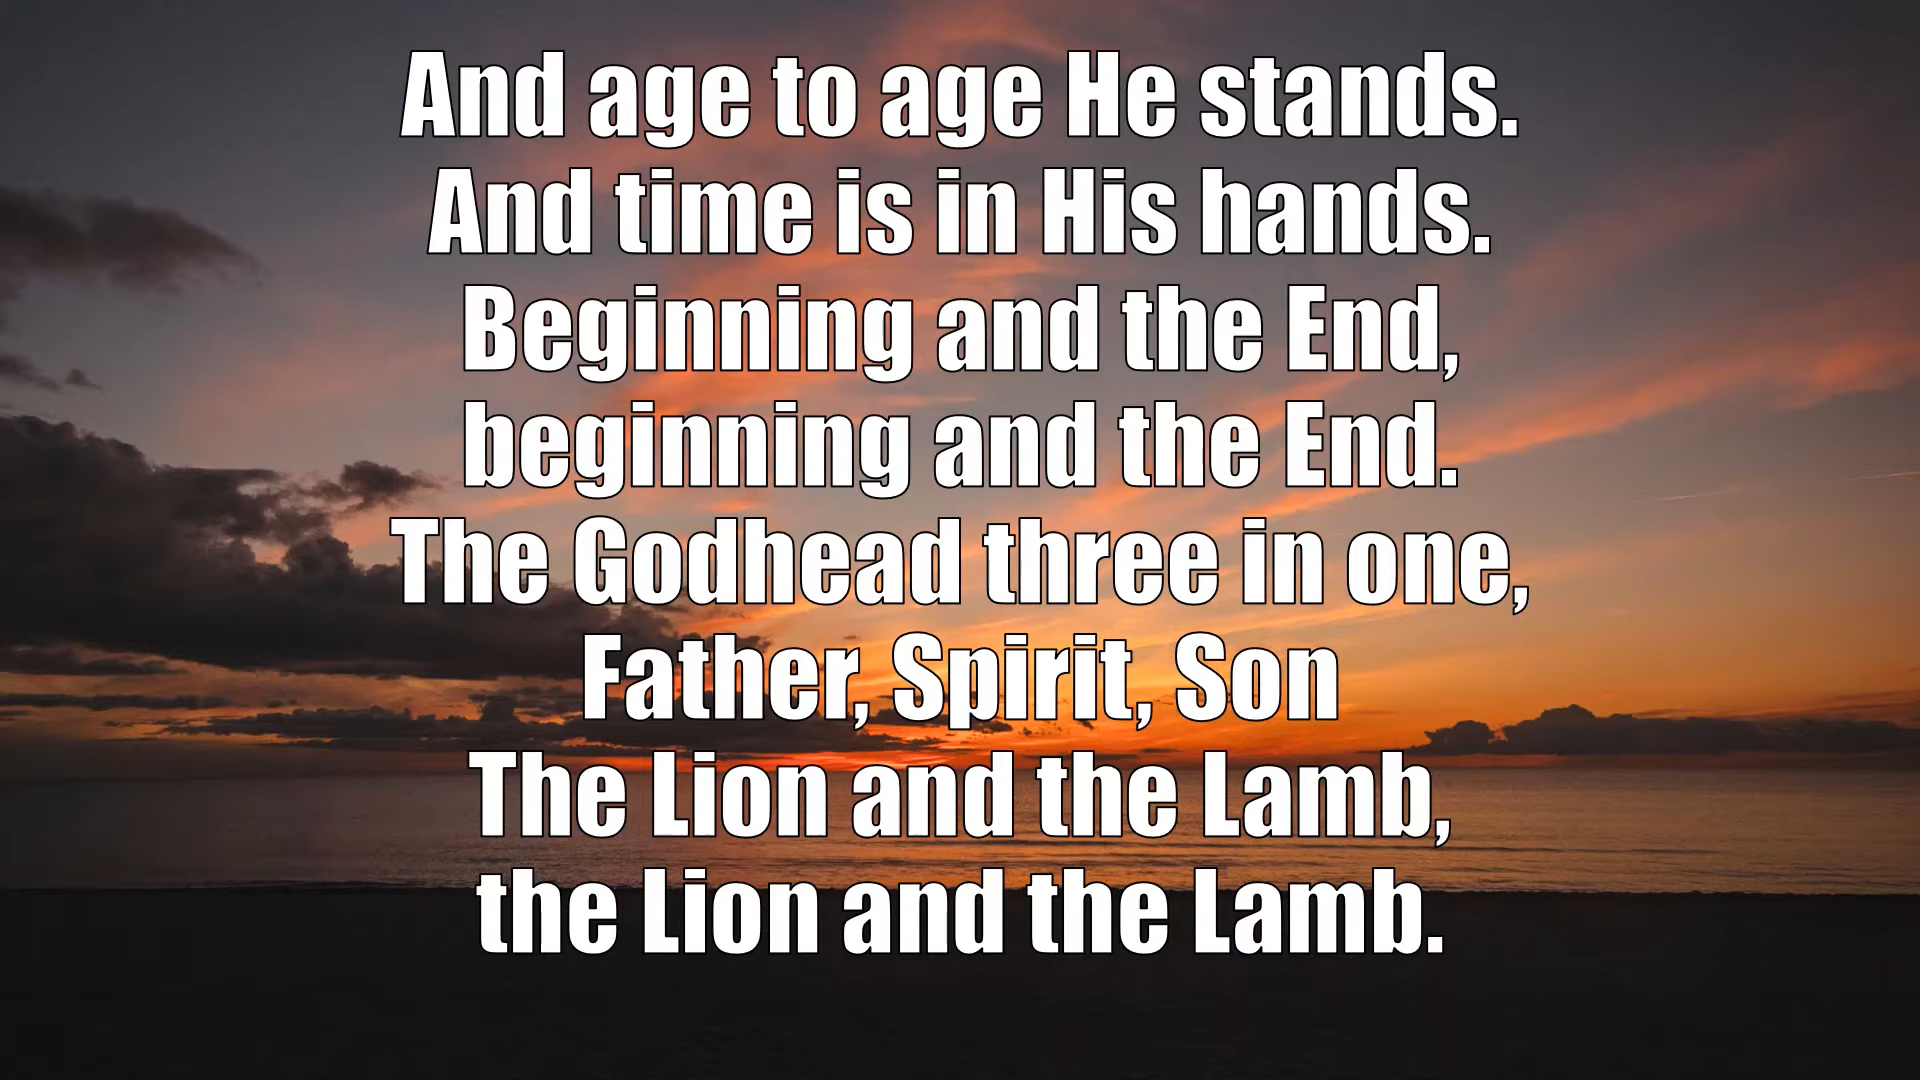 And age to age He stands.
And time is in His hands.
Beginning and the End,
beginning and the End.
The Godhead three in one,
Father, Spirit, Son
The Lion and the Lamb,
the Lion and the Lamb.